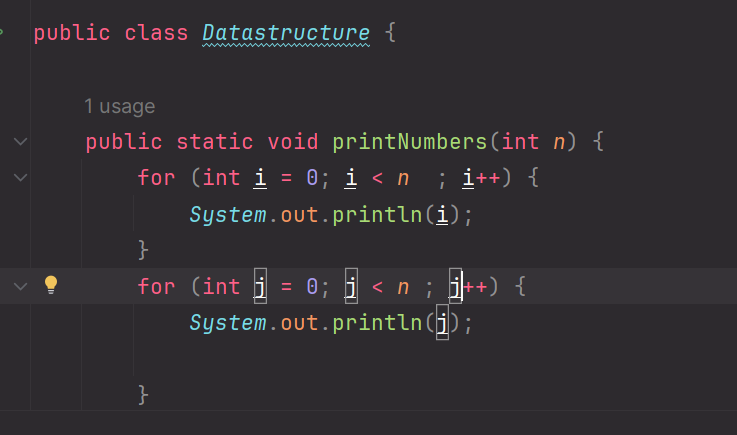 public class Datastructure {
1 usage
public static void printNumbers(int n) {
for (int i = 0; i < n  ; i++) {
System.out.println(i);
}
for (int j = 0; j < n ; j++) {
System.out.println(j);
}